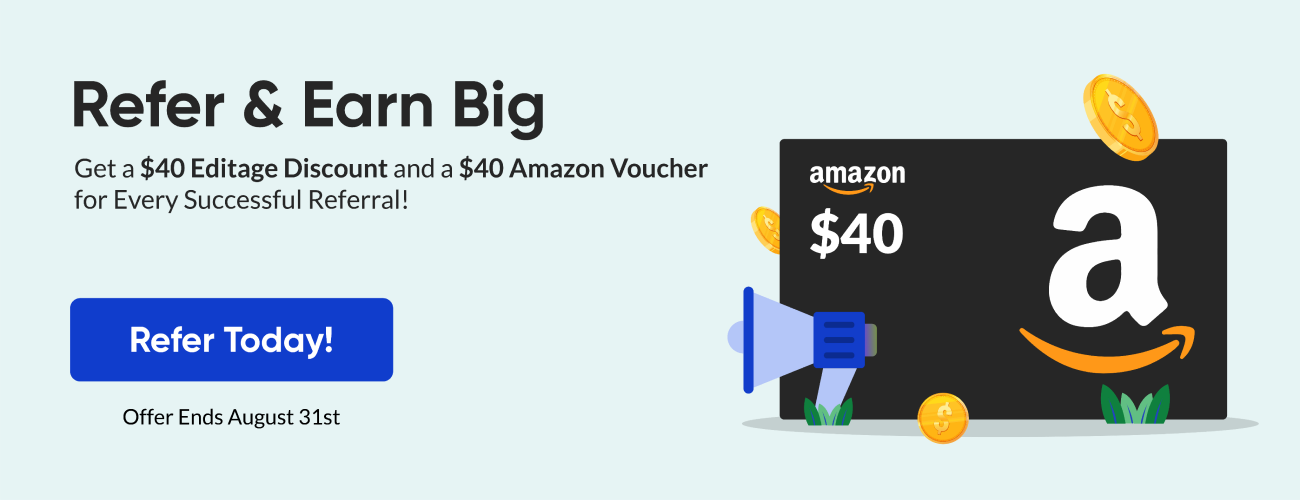 Refer & Earn Big
Get a $40 Editage Discount and a $40 Amazon Voucher
for Every Successful Referral!
Refer Today!
Offer Ends August 31st
amazon
$40
a